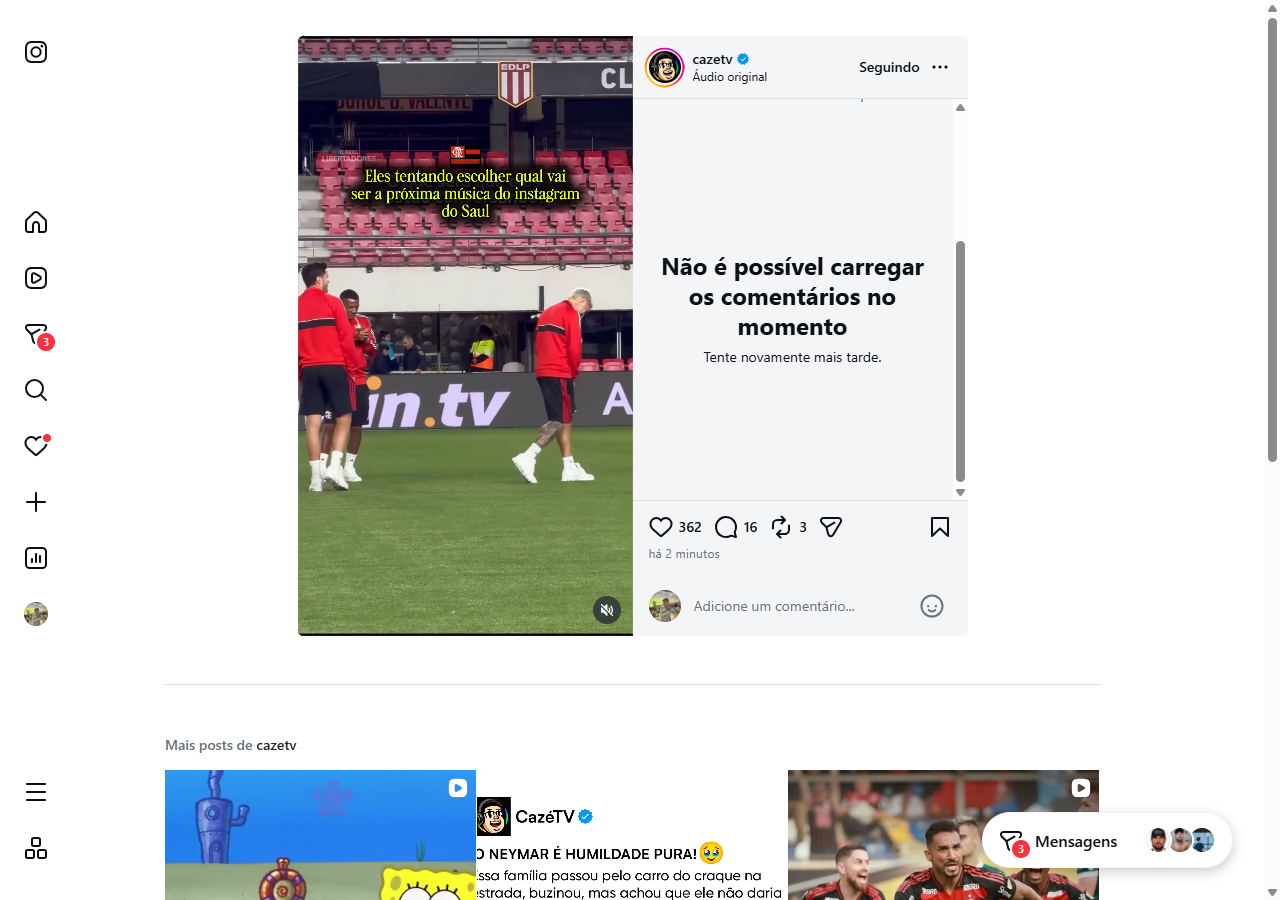 cazetv
Áudio original
Seguindo
EDLP
CL
JORGE B. VALENTE
LIBERTADORES
Eles tentando escolher qual vai
ser a próxima música do instagram
do Saul
in.tv
A
Não é possível carregar
os comentários no
momento
Tente novamente mais tarde.
362
16
3
há 2 minutos
Adicione um comentário...
3
Mais posts de cazetv
CazéTV
O NEYMAR É HUMILDADE PURA!
Essa família passou pelo carro do craque na
estrada, buzinou, mas achou que ele não daria
3
Mensagens